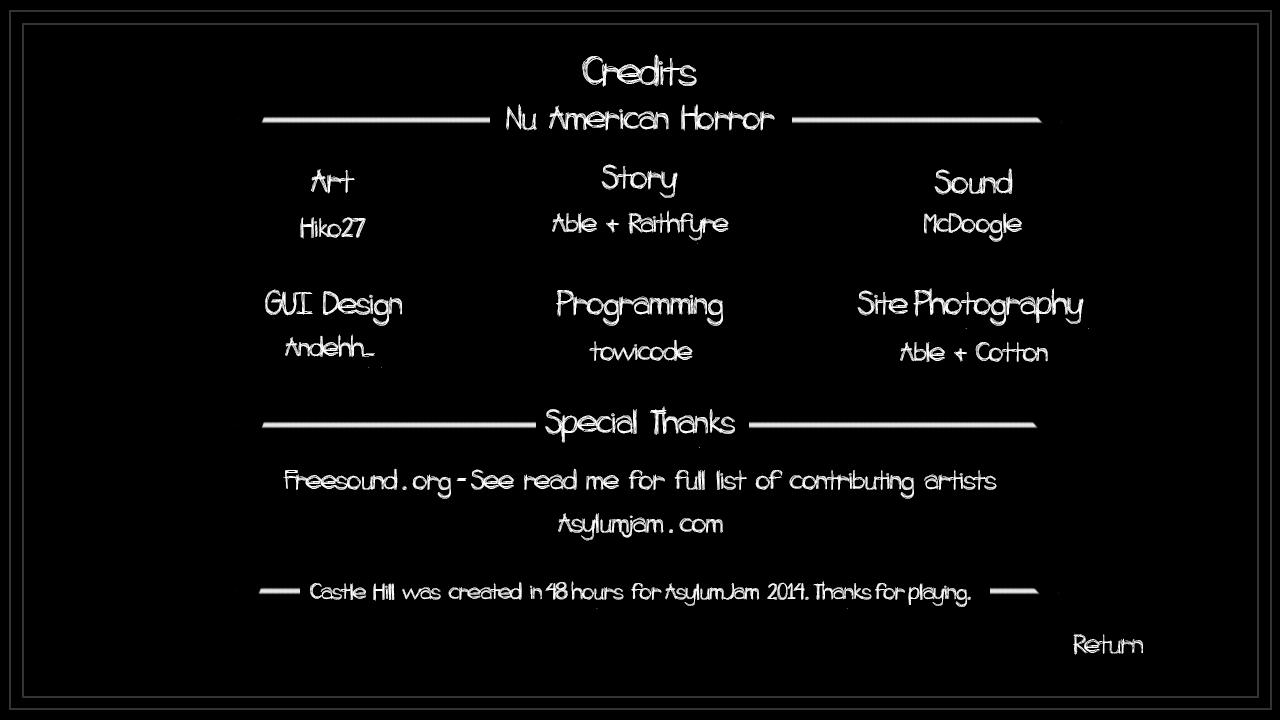 Credits
Nu American Horror
Art Story Sound
Hiko27 Able + Raithfyre McDoogle
GUI Design Programming Site Photography
Andehh_ towicode Able + Cotton
Special Thanks
Freesound.org - See read me for full list of contributing artists
Asylumjam.com
Castle Hill was created in 48 hours for AsylumJam 2014. Thanks for playing.
Return